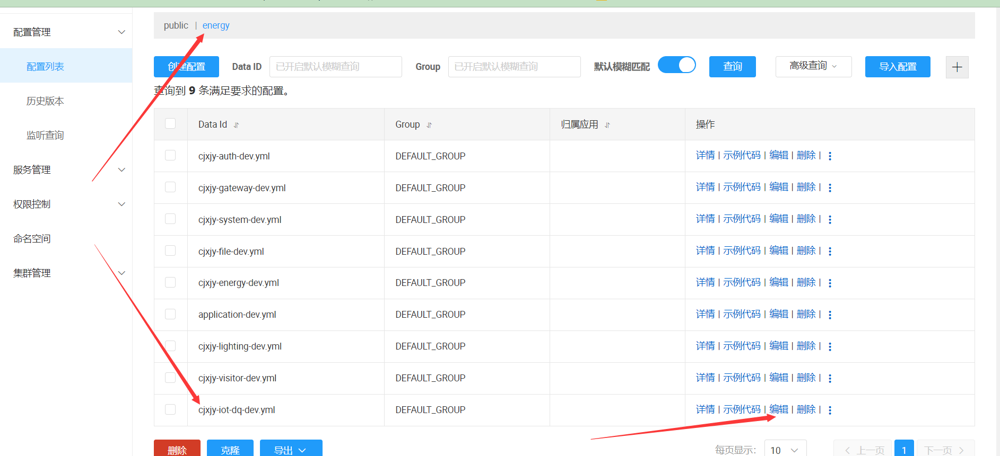 配置管理
配置列表
历史版本
监听查询
服务管理
权限控制
命名空间
集群管理
public | energy
创建配置 Data ID 已开启默认模糊查询 Group 已开启默认模糊查询 默认模糊匹配 查询 高级查询 导入配置
查询到 9 条满足要求的配置。
Data Id Group 归属应用 操作
cjxjy-auth-dev.yml DEFAULT_GROUP 详情 | 示例代码 | 编辑 | 删除 |
cjxjy-gateway-dev.yml DEFAULT_GROUP 详情 | 示例代码 | 编辑 | 删除 |
cjxjy-system-dev.yml DEFAULT_GROUP 详情 | 示例代码 | 编辑 | 删除 |
cjxjy-file-dev.yml DEFAULT_GROUP 详情 | 示例代码 | 编辑 | 删除 |
cjxjy-energy-dev.yml DEFAULT_GROUP 详情 | 示例代码 | 编辑 | 删除 |
application-dev.yml DEFAULT_GROUP 详情 | 示例代码 | 编辑 | 删除 |
cjxjy-lighting-dev.yml DEFAULT_GROUP 详情 | 示例代码 | 编辑 | 删除 |
cjxjy-visitor-dev.yml DEFAULT_GROUP 详情 | 示例代码 | 编辑 | 删除 |
cjxjy-iot-dq-dev.yml DEFAULT_GROUP 详情 | 示例代码 | 编辑 | 删除 |
删除 克隆 导出 每页显示: 10 上一页 1 下一页